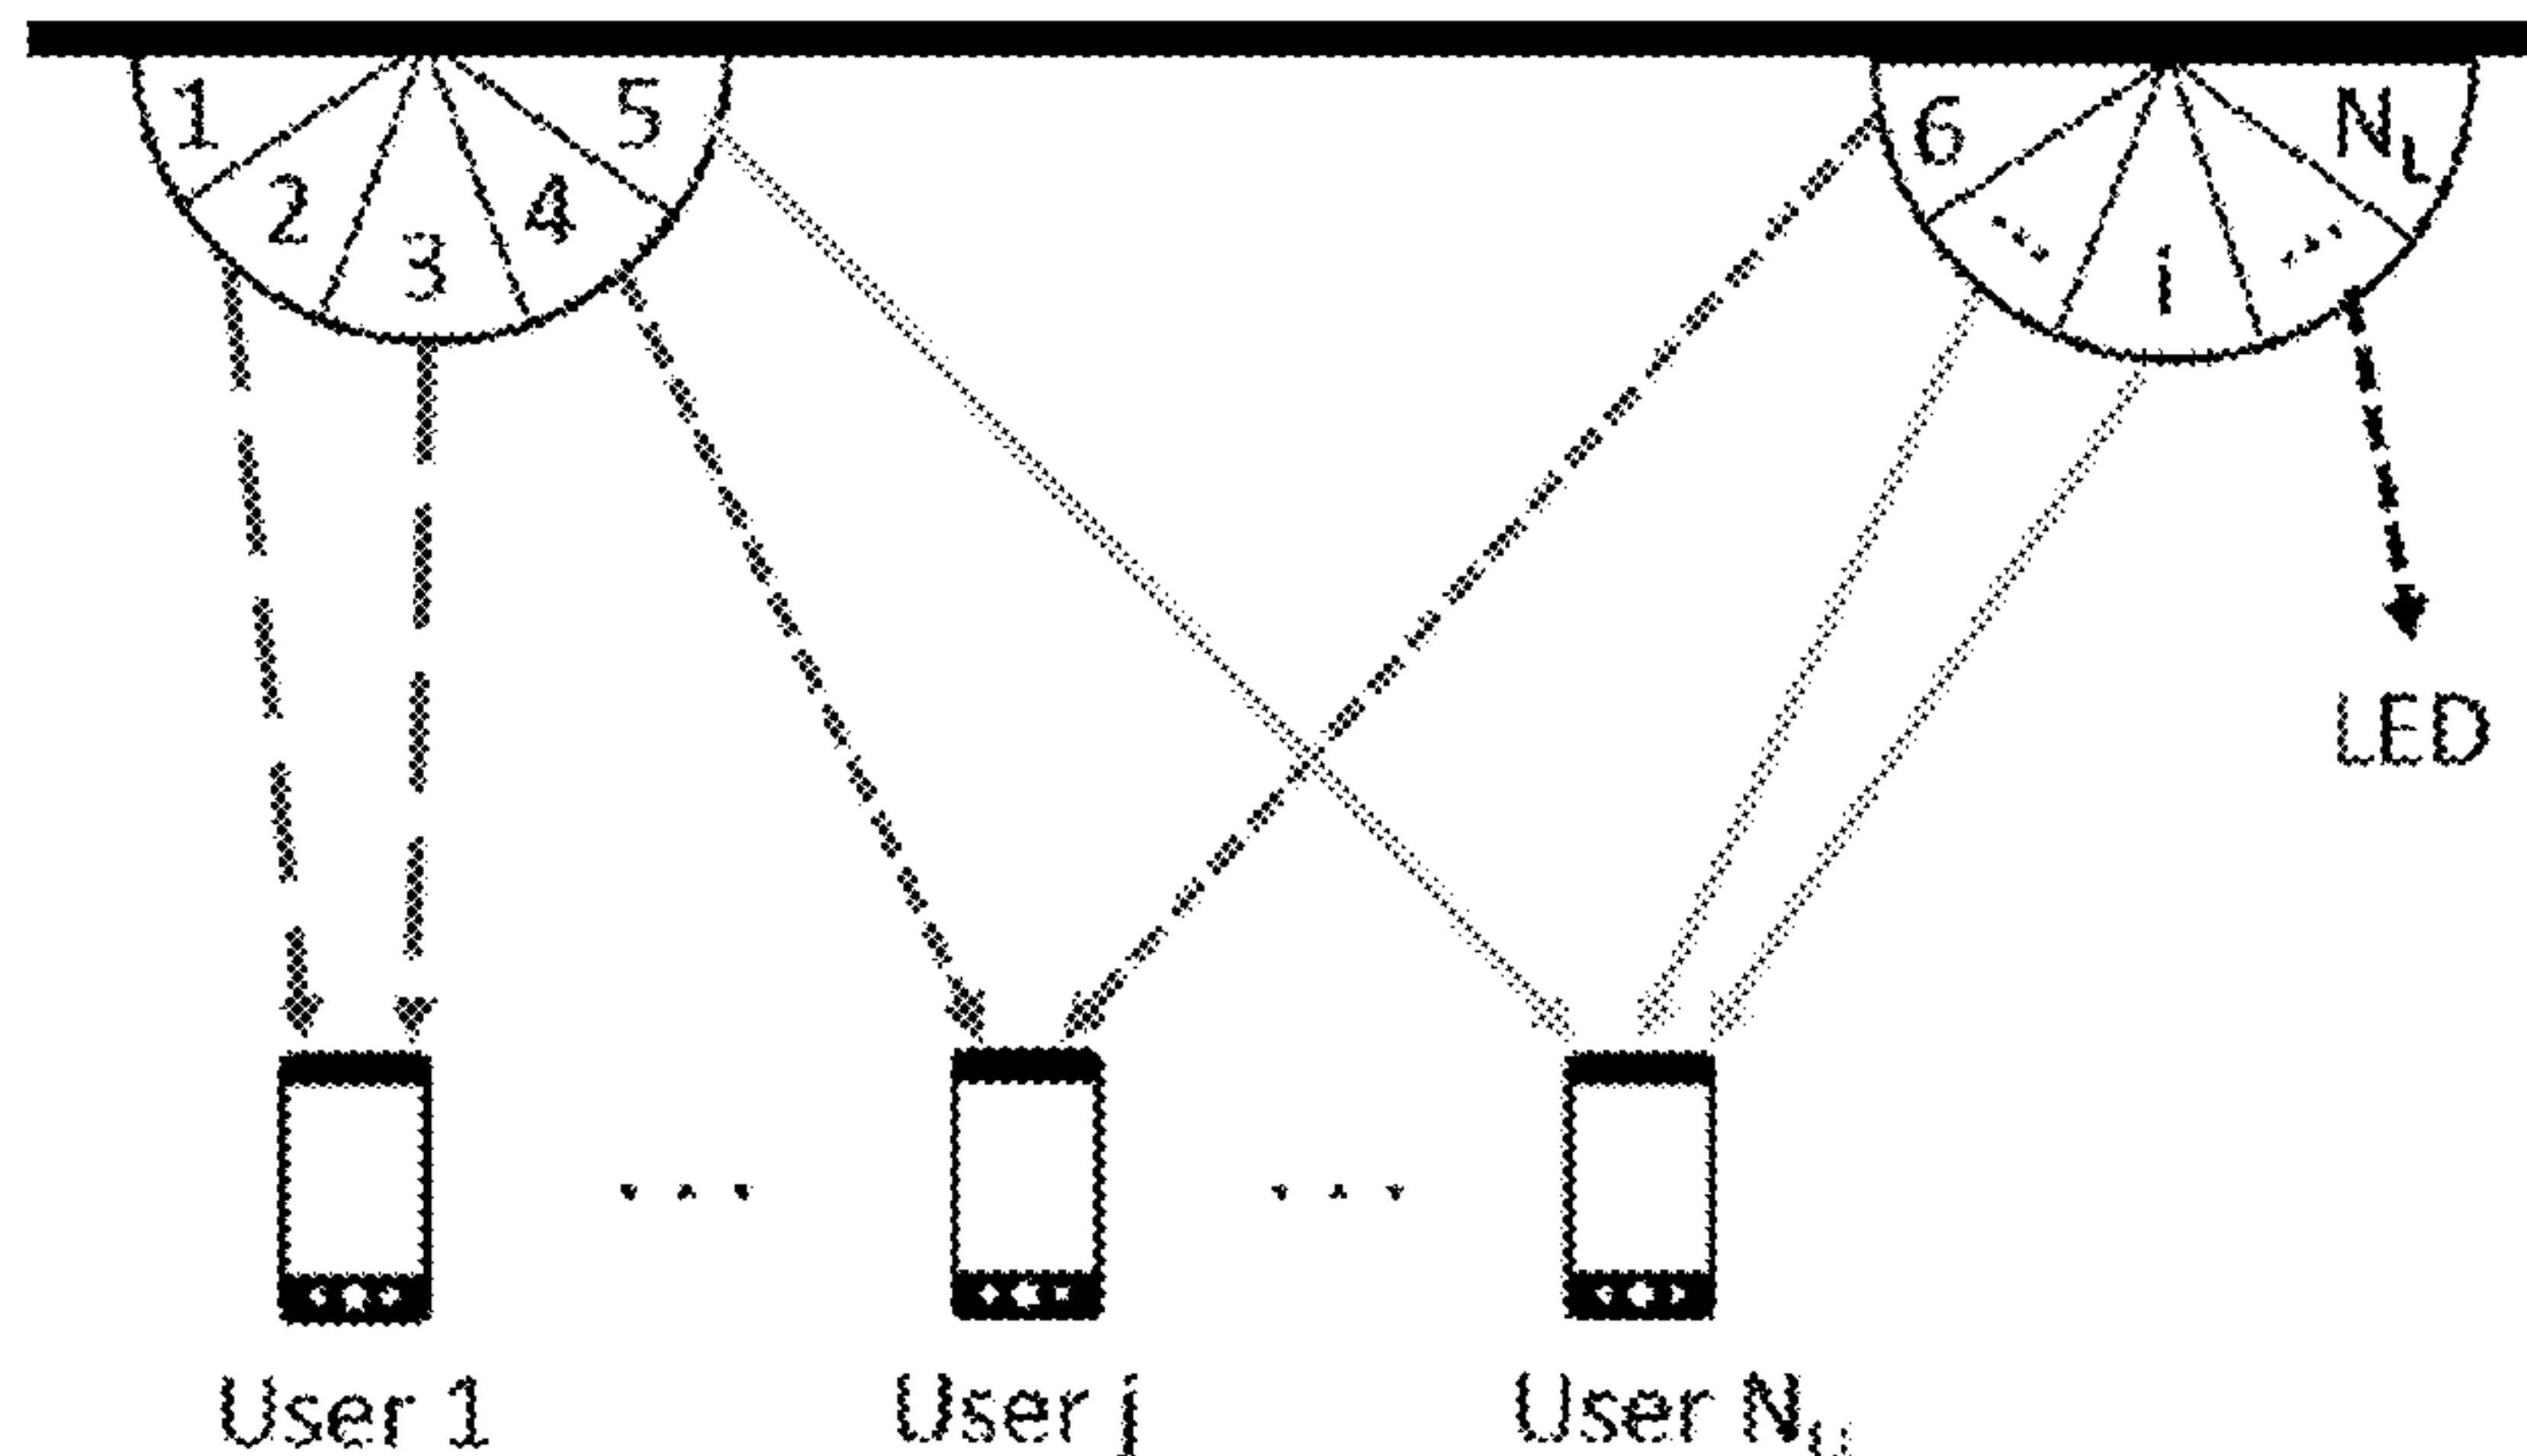 1 2 3 4 5
6 ... i ... N_L
LED
... ...
User 1 User j User N_U